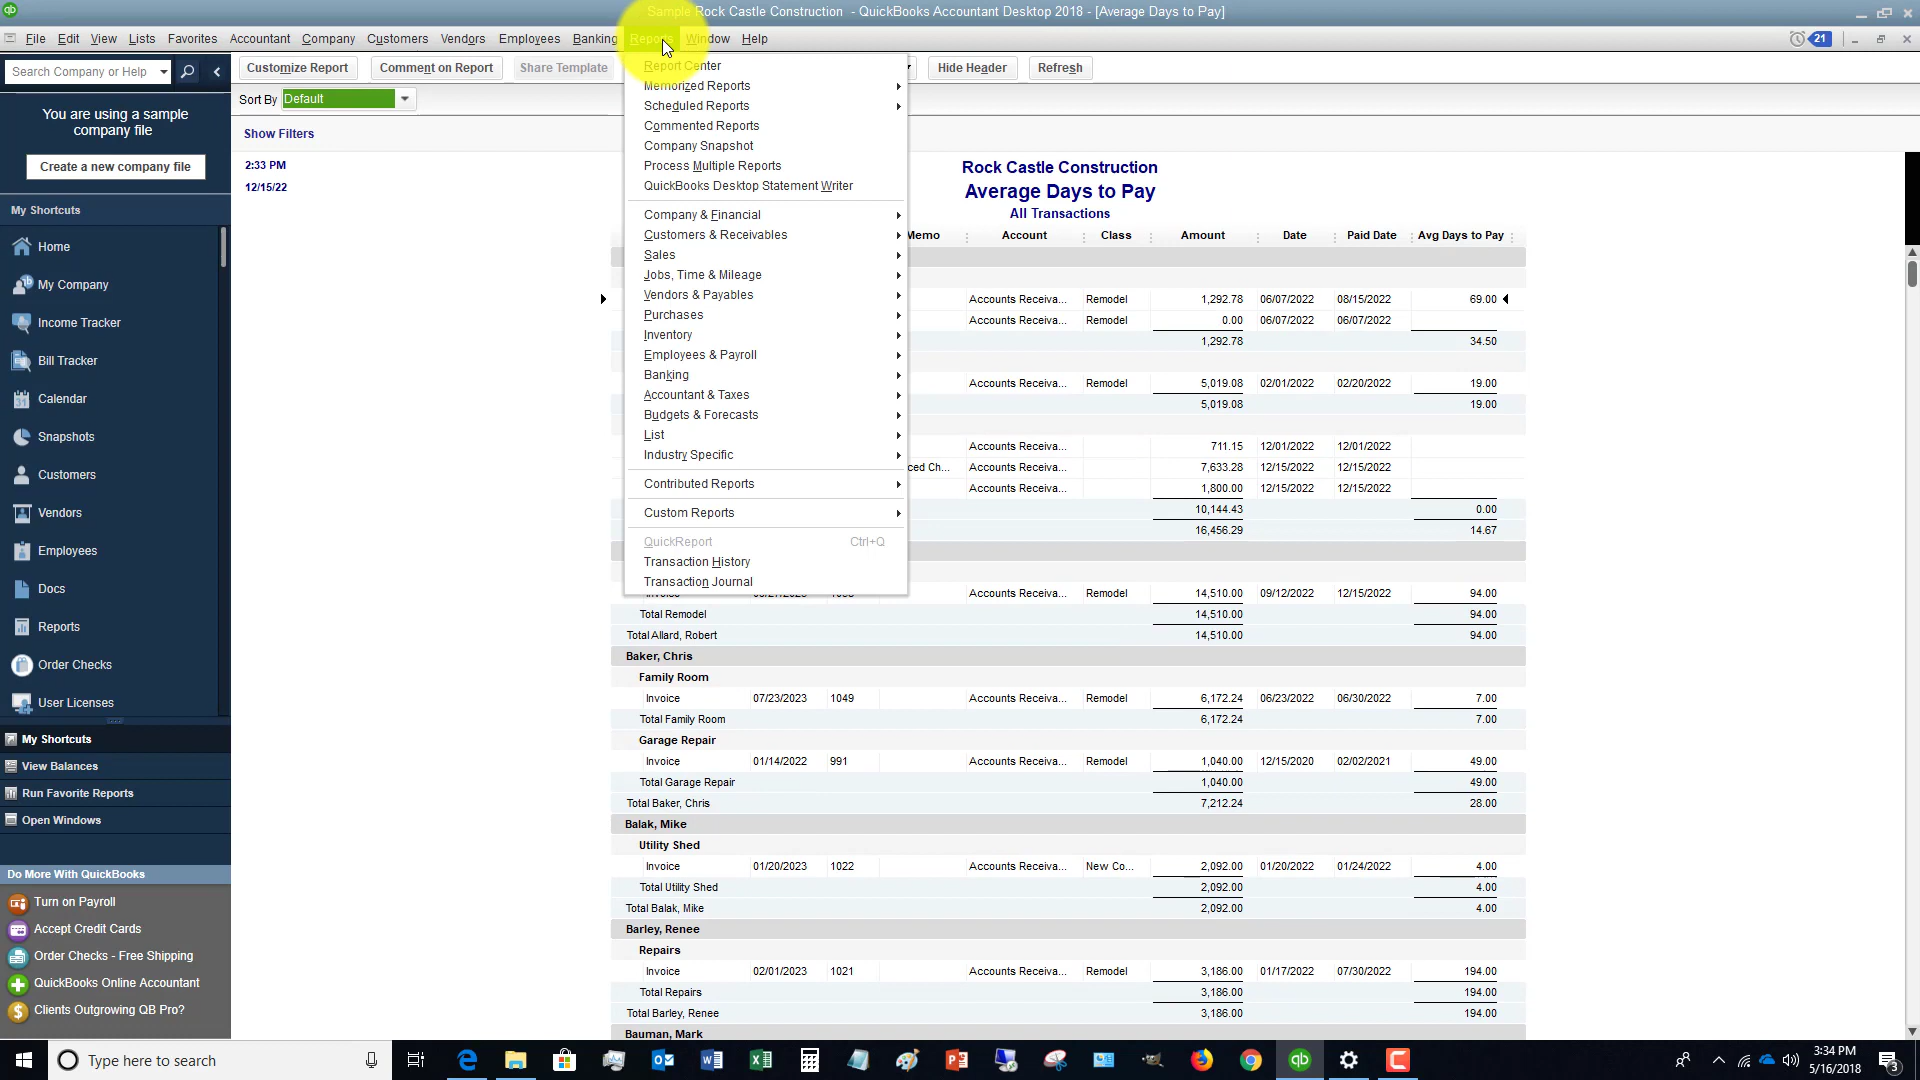 Sample Rock Castle Construction - QuickBooks Accountant Desktop 2018 - [Average Days to Pay]
File Edit View Lists Favorites Accountant Company Customers Vendors Employees Banking Reports Window Help
21
Search Company or Help
Customize Report
Comment on Report
Share Template
Hide Header
Refresh
Sort By Default
Show Filters
2:33 PM
12/15/22
You are using a sample
company file
Create a new company file
My Shortcuts
Home
My Company
Income Tracker
Bill Tracker
Calendar
Snapshots
Customers
Vendors
Employees
Docs
Reports
Order Checks
User Licenses
My Shortcuts
View Balances
Run Favorite Reports
Open Windows
Do More With QuickBooks
Turn on Payroll
Accept Credit Cards
Order Checks - Free Shipping
QuickBooks Online Accountant
Clients Outgrowing QB Pro?
Report Center
Memorized Reports
Scheduled Reports
Commented Reports
Company Snapshot
Process Multiple Reports
QuickBooks Desktop Statement Writer
Company & Financial
Customers & Receivables
Sales
Jobs, Time & Mileage
Vendors & Payables
Purchases
Inventory
Employees & Payroll
Banking
Accountant & Taxes
Budgets & Forecasts
List
Industry Specific
Contributed Reports
Custom Reports
QuickReport Ctrl+Q
Transaction History
Transaction Journal
Rock Castle Construction
Average Days to Pay
All Transactions
Memo Account Class Amount Date Paid Date Avg Days to Pay
Accounts Receiva... Remodel 1,292.78 06/07/2022 08/15/2022 69.00
Accounts Receiva... Remodel 0.00 06/07/2022 06/07/2022
1,292.78 34.50
Accounts Receiva... Remodel 5,019.08 02/01/2022 02/20/2022 19.00
5,019.08 19.00
Accounts Receiva... 711.15 12/01/2022 12/01/2022
ced Ch... Accounts Receiva... 7,633.28 12/15/2022 12/15/2022
Accounts Receiva... 1,800.00 12/15/2022 12/15/2022
10,144.43 0.00
16,456.29 14.67
Accounts Receiva... Remodel 14,510.00 09/12/2022 12/15/2022 94.00
Total Remodel 14,510.00 94.00
Total Allard, Robert 14,510.00 94.00
Baker, Chris
Family Room
Invoice 07/23/2023 1049 Accounts Receiva... Remodel 6,172.24 06/23/2022 06/30/2022 7.00
Total Family Room 6,172.24 7.00
Garage Repair
Invoice 01/14/2022 991 Accounts Receiva... Remodel 1,040.00 12/15/2020 02/02/2021 49.00
Total Garage Repair 1,040.00 49.00
Total Baker, Chris 7,212.24 28.00
Balak, Mike
Utility Shed
Invoice 01/20/2023 1022 Accounts Receiva... New Co... 2,092.00 01/20/2022 01/24/2022 4.00
Total Utility Shed 2,092.00 4.00
Total Balak, Mike 2,092.00 4.00
Barley, Renee
Repairs
Invoice 02/01/2023 1021 Accounts Receiva... Remodel 3,186.00 01/17/2022 07/30/2022 194.00
Total Repairs 3,186.00 194.00
Total Barley, Renee 3,186.00 194.00
Bauman, Mark
Type here to search
3:34 PM
5/16/2018
3